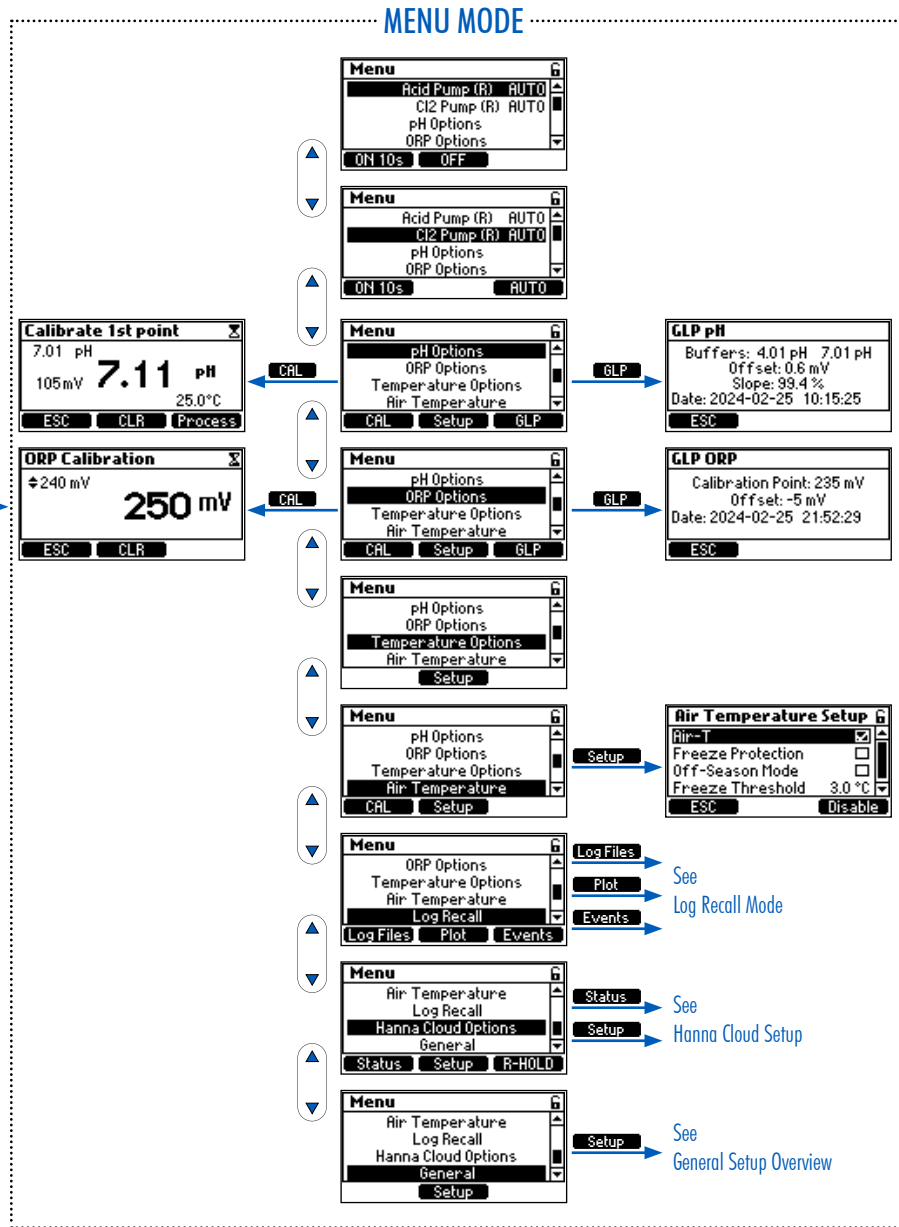 MENU MODE
Menu
Acid Pump (R) AUTO
Cl2 Pump (R) AUTO
pH Options
ORP Options
ON 10s OFF
Menu
Acid Pump (R) AUTO
Cl2 Pump (R) AUTO
pH Options
ORP Options
ON 10s AUTO
Calibrate 1st point
7.01 pH
7.11 pH
105 mV
25.0°C
ESC CLR Process
CAL
Menu
pH Options
ORP Options
Temperature Options
Air Temperature
CAL Setup GLP
GLP
GLP pH
Buffers: 4.01 pH 7.01 pH
Offset: 0.6 mV
Slope: 99.4 %
Date: 2024-02-25 10:15:25
ESC
ORP Calibration
240 mV
250 mV
ESC CLR
CAL
Menu
pH Options
ORP Options
Temperature Options
Air Temperature
CAL Setup GLP
GLP
GLP ORP
Calibration Point: 235 mV
Offset: -5 mV
Date: 2024-02-25 21:52:29
ESC
Menu
pH Options
ORP Options
Temperature Options
Air Temperature
Setup
Menu
pH Options
ORP Options
Temperature Options
Air Temperature
CAL Setup
Setup
Air Temperature Setup
Air-T
Freeze Protection
Off-Season Mode
Freeze Threshold 3.0 °C
ESC Disable
Menu
ORP Options
Temperature Options
Air Temperature
Log Recall
Log Files Plot Events
Log Files
Plot
Events
See
Log Recall Mode
Menu
Air Temperature
Log Recall
Hanna Cloud Options
General
Status Setup R-HOLD
Status
Setup
See
Hanna Cloud Setup
Menu
Air Temperature
Log Recall
Hanna Cloud Options
General
Setup
Setup
See
General Setup Overview